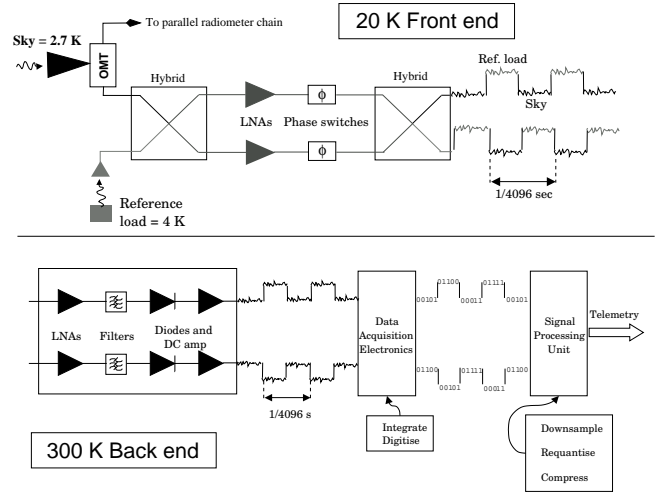 To parallel radiometer chain
20 K Front end
Sky = 2.7 K
OMT
Hybrid
Hybrid
Ref. load
Sky
LNAs
Phase switches
ϕ
ϕ
1/4096 sec
Reference
load = 4 K
01100
01111
00101
00011
00101
Telemetry
LNAs
Filters
Diodes and
DC amp
Data
Acquisition
Electronics
Signal
Processing
Unit
01100
01111
01100
00101
00011
1/4096 s
Integrate
Digitise
Downsample
Requantise
Compress
300 K Back end